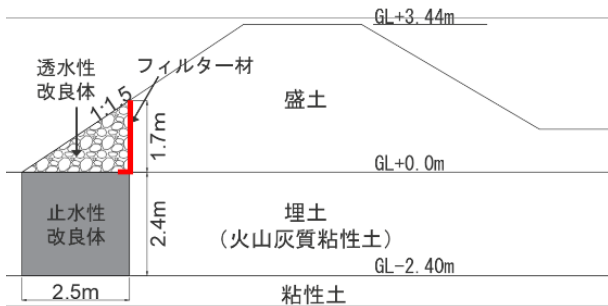 GL+3.44m
透水性
改良体
フィルター材
1:1.5
1.7m
盛土
GL+0.0m
止水性
改良体
2.4m
埋土
（火山灰質粘性土）
GL-2.40m
2.5m
粘性土